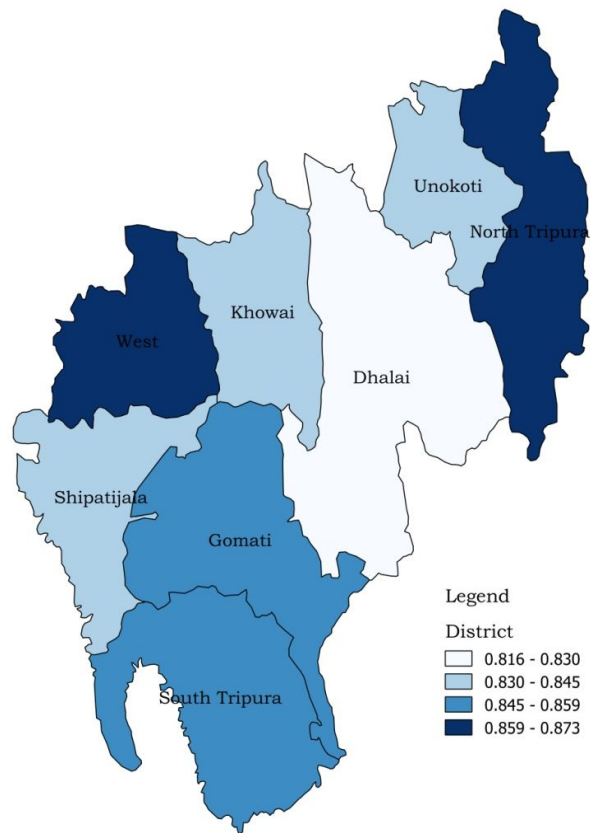 Unokoti
North Tripura
Khowai
West
Dhalai
Shipatijala
Gomati
South Tripura
Legend
District
0.816 - 0.830
0.830 - 0.845
0.845 - 0.859
0.859 - 0.873